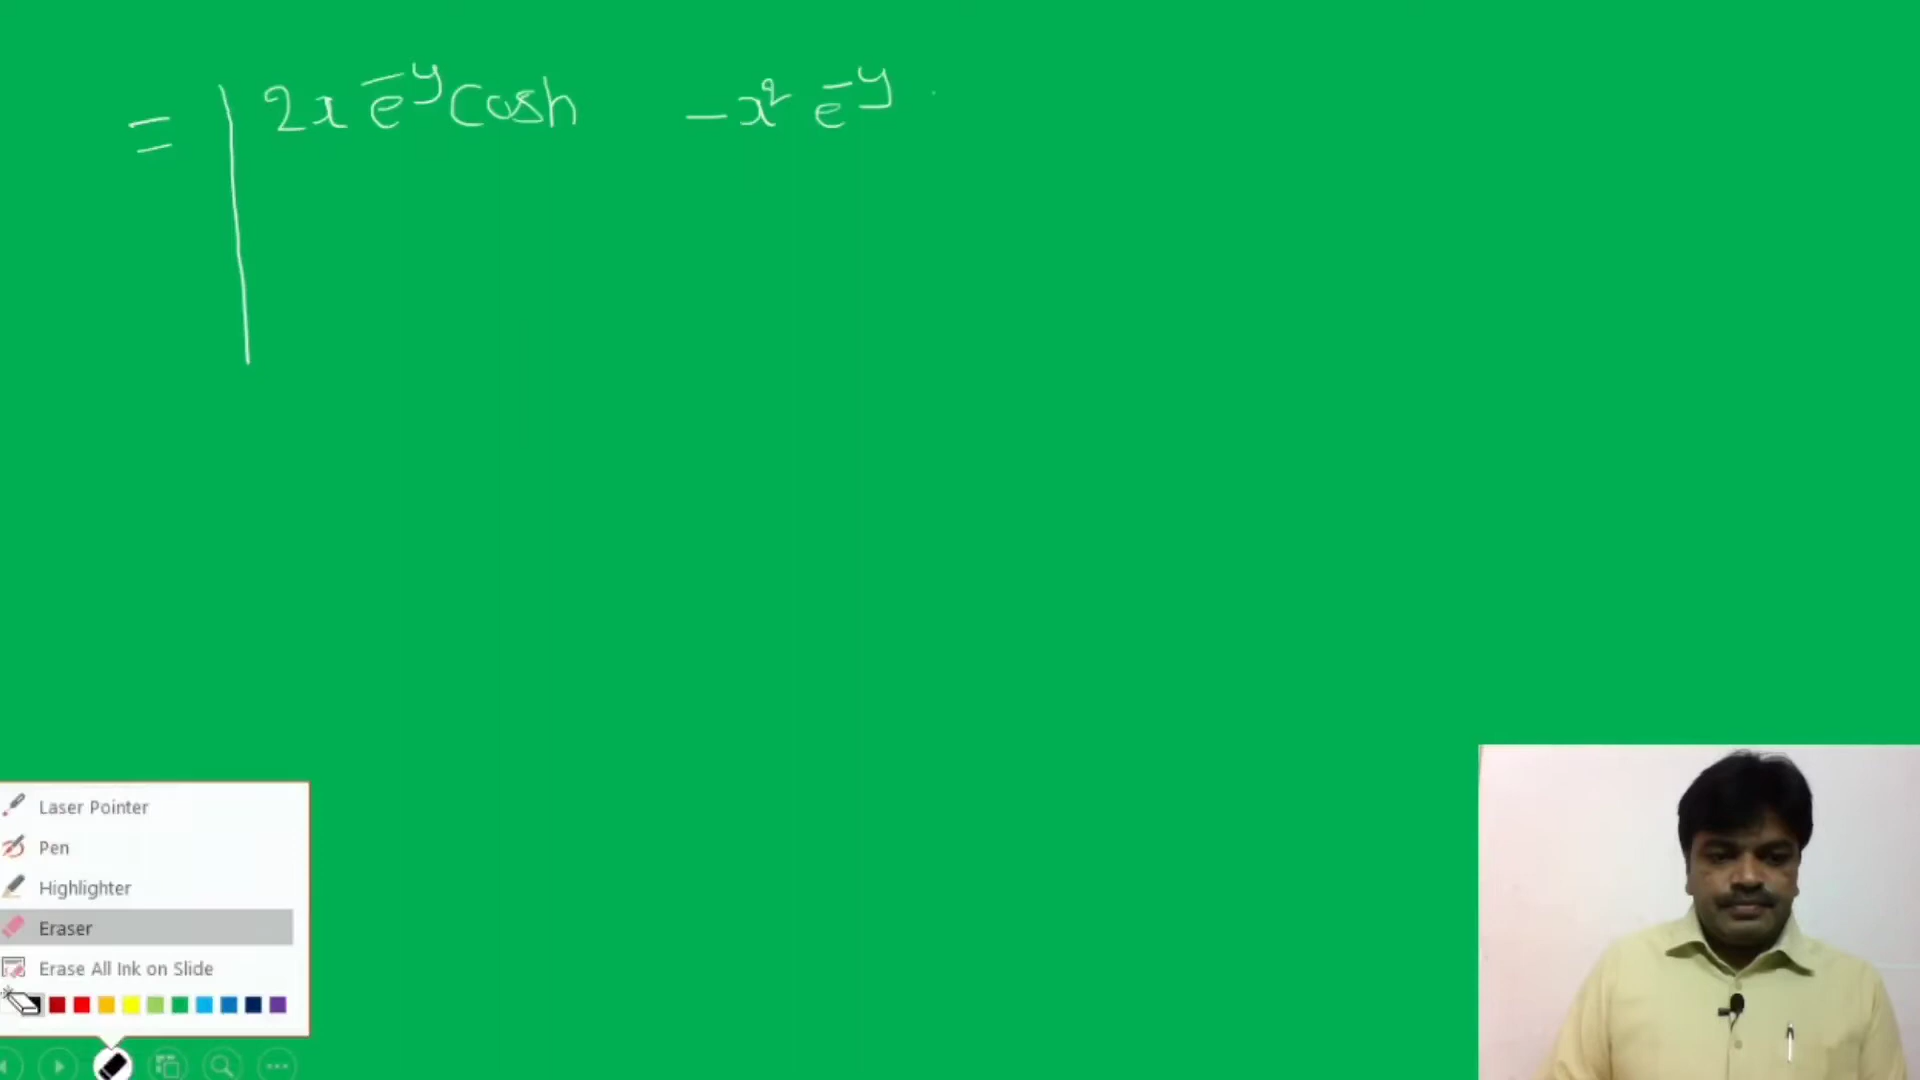 = | 2x e^-y Cosh   -x² e^-y
Laser Pointer
Pen
Highlighter
Eraser
Erase All Ink on Slide